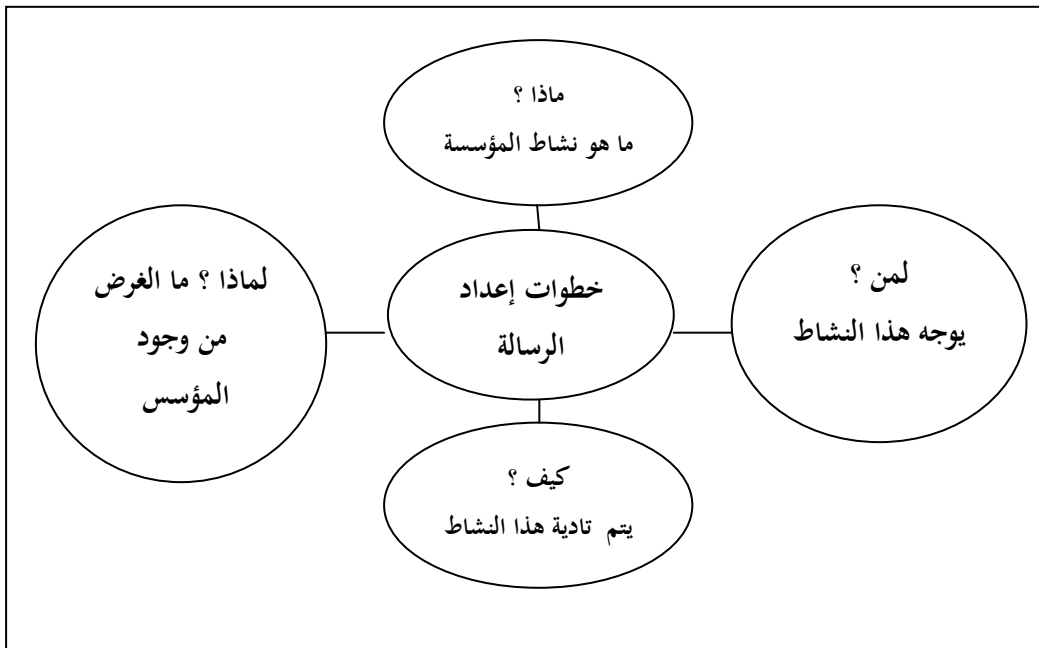 ماذا ؟
ما هو نشاط المؤسسة
لمن ؟
يوجه هذا النشاط
خطوات إعداد
الرسالة
لماذا ؟ ما الغرض
من وجود
المؤسس
كيف ؟
يتم تادية هذا النشاط